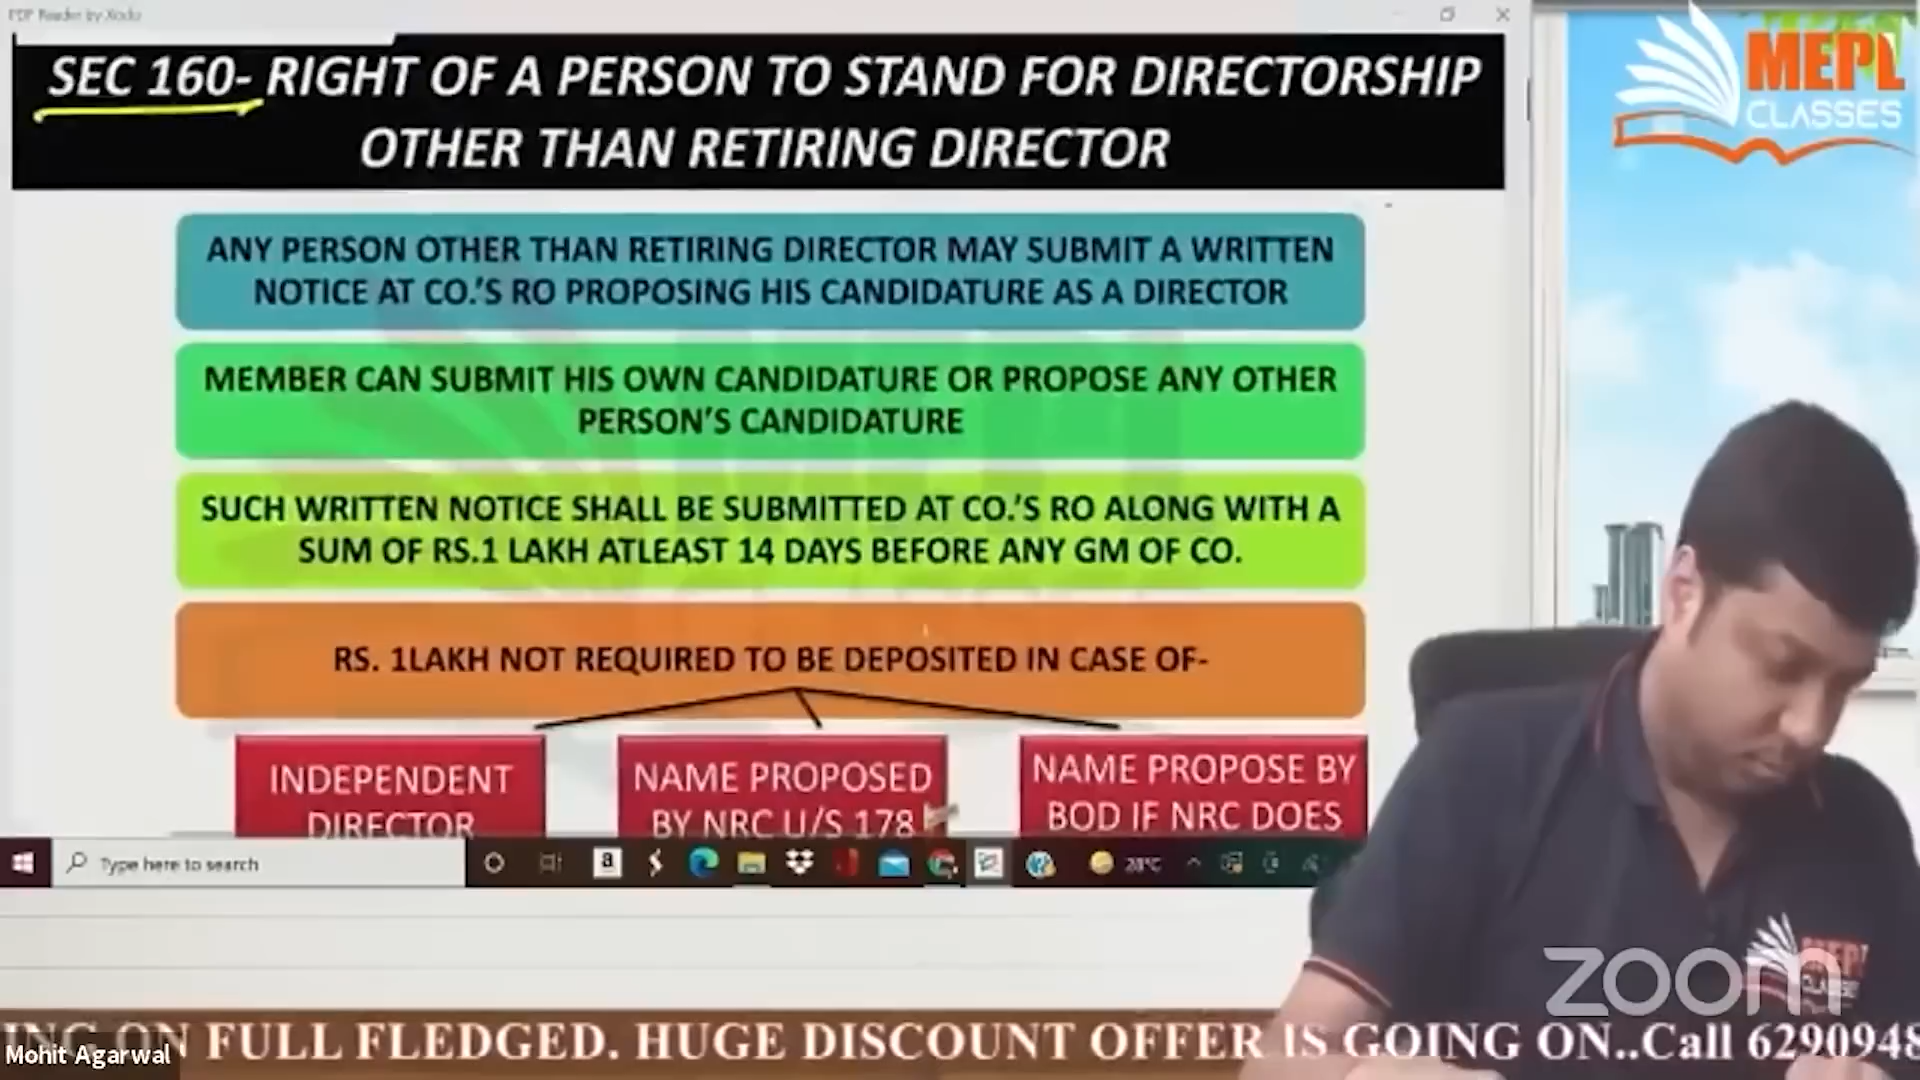 PDF Reader by Xodo
SEC 160- RIGHT OF A PERSON TO STAND FOR DIRECTORSHIP
OTHER THAN RETIRING DIRECTOR
MEPL
CLASSES
ANY PERSON OTHER THAN RETIRING DIRECTOR MAY SUBMIT A WRITTEN
NOTICE AT CO.'S RO PROPOSING HIS CANDIDATURE AS A DIRECTOR
MEMBER CAN SUBMIT HIS OWN CANDIDATURE OR PROPOSE ANY OTHER
PERSON'S CANDIDATURE
SUCH WRITTEN NOTICE SHALL BE SUBMITTED AT CO.'S RO ALONG WITH A
SUM OF RS.1 LAKH ATLEAST 14 DAYS BEFORE ANY GM OF CO.
RS. 1LAKH NOT REQUIRED TO BE DEPOSITED IN CASE OF-
INDEPENDENT
DIRECTOR
NAME PROPOSED
BY NRC U/S 178
NAME PROPOSE BY
BOD IF NRC DOES
Type here to search
28°C
zoom
MEPL
CLASSES
ING ON FULL FLEDGED. HUGE DISCOUNT OFFER IS GOING ON..Call 6290948
Mohit Agarwal